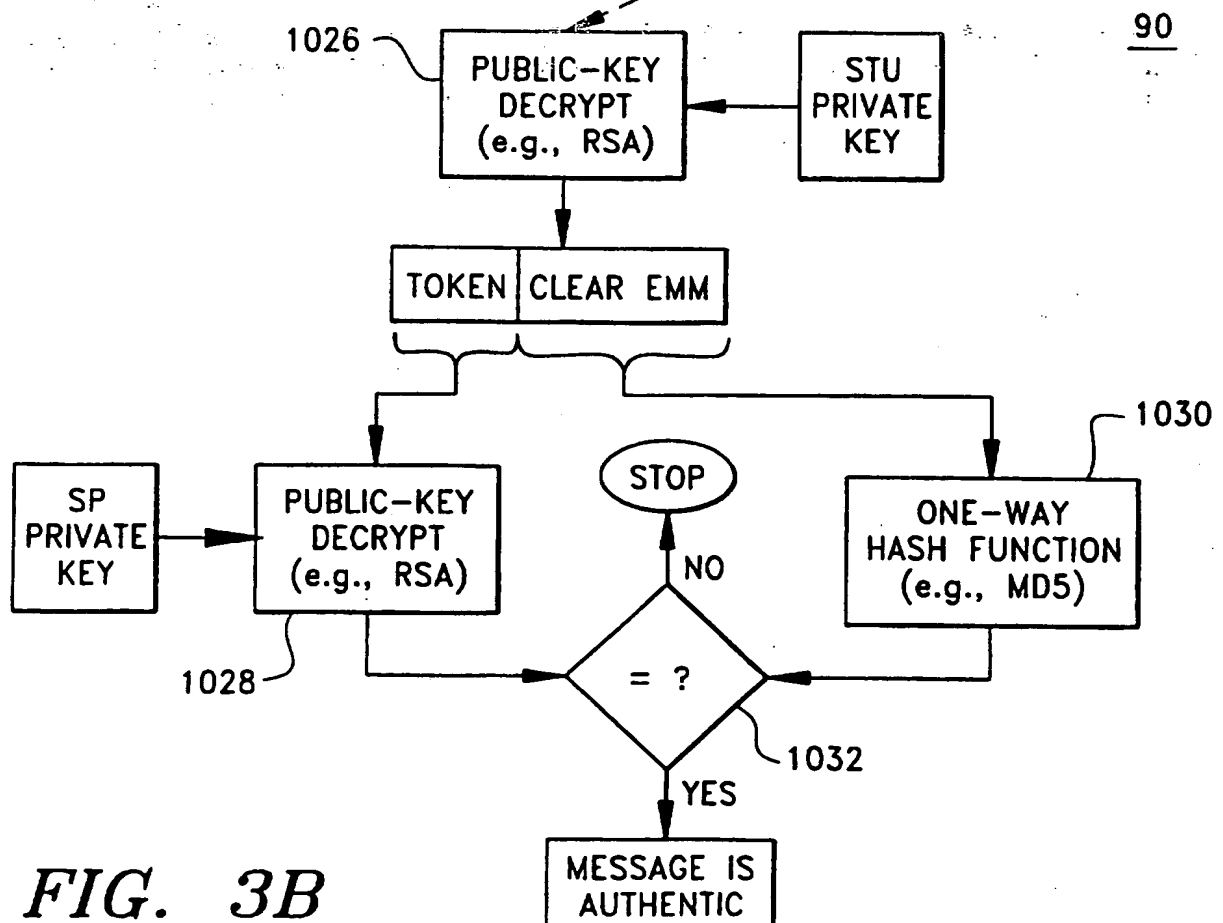 90
1026
PUBLIC-KEY
DECRYPT
(e.g., RSA)
STU
PRIVATE
KEY
TOKEN
CLEAR EMM
1030
SP
PRIVATE
KEY
PUBLIC-KEY
DECRYPT
(e.g., RSA)
STOP
ONE-WAY
HASH FUNCTION
(e.g., MD5)
NO
1028
= ?
1032
YES
MESSAGE IS
AUTHENTIC
FIG. 3B